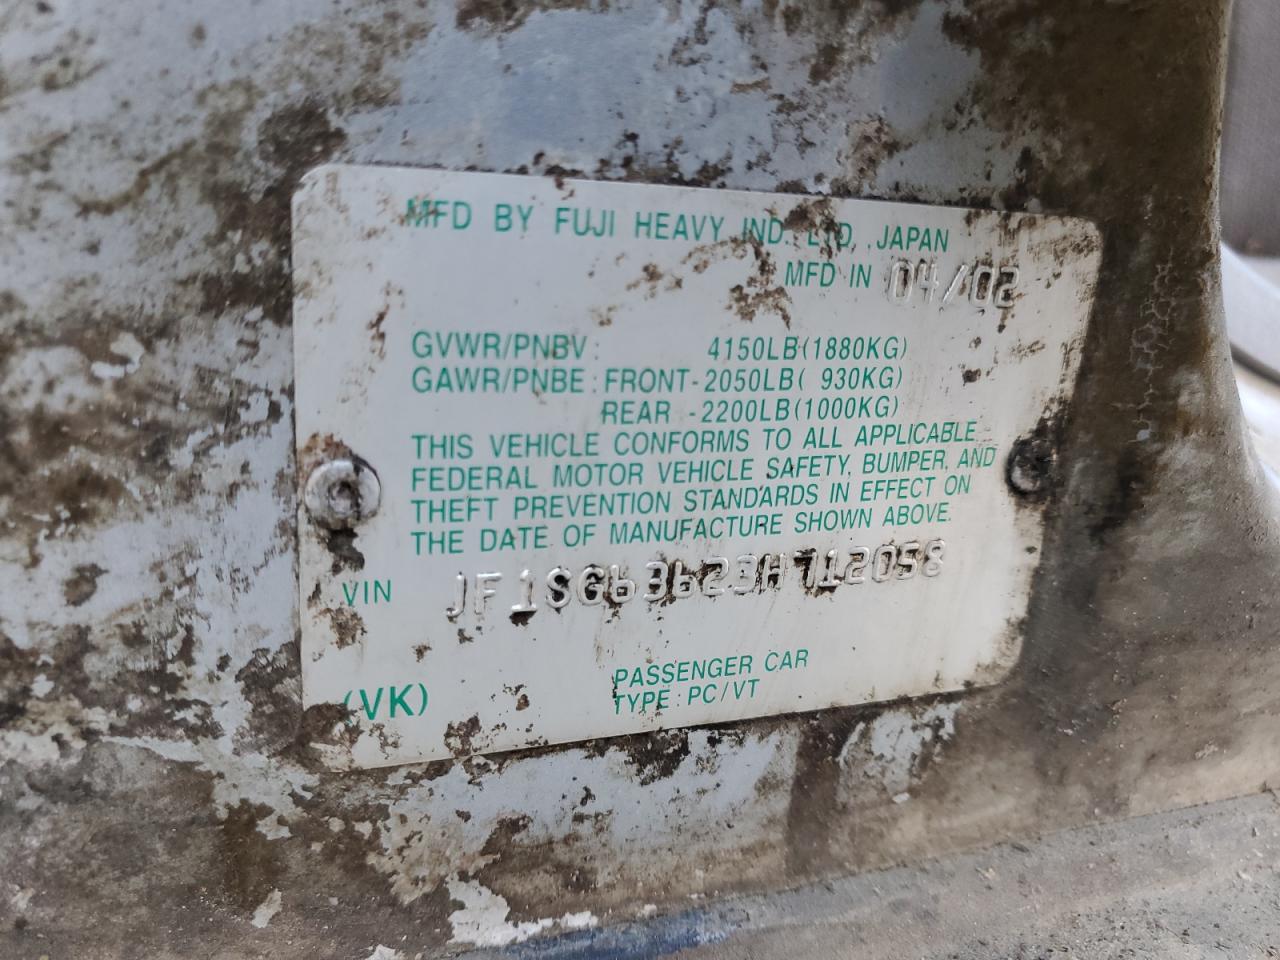 MFD BY FUJI HEAVY IND. LTD. JAPAN
MFD IN 04/02
GVWR/PNBV: 4150LB(1880KG)
GAWR/PNBE: FRONT-2050LB( 930KG)
REAR -2200LB(1000KG)
THIS VEHICLE CONFORMS TO ALL APPLICABLE
FEDERAL MOTOR VEHICLE SAFETY, BUMPER, AND
THEFT PREVENTION STANDARDS IN EFFECT ON
THE DATE OF MANUFACTURE SHOWN ABOVE.
VIN JF1SG63623H712058
PASSENGER CAR
(VK) TYPE: PC/VT